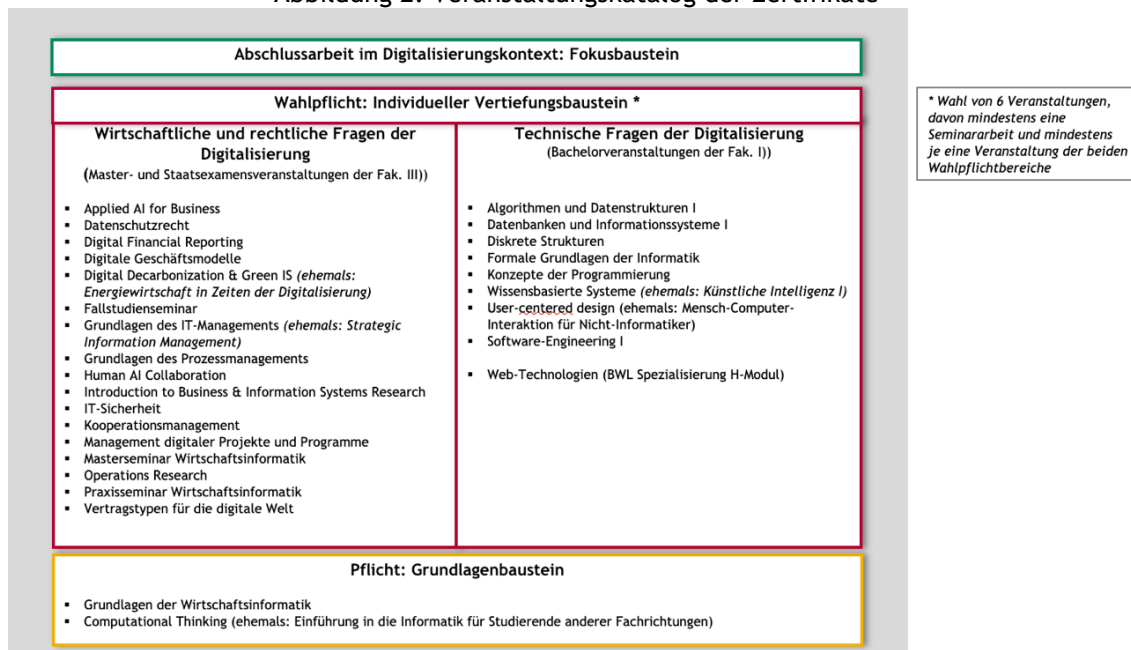 Abbildung 2: Veranstaltungskatalog der Zertifikate
Abschlussarbeit im Digitalisierungskontext: Fokusbaustein
Wahlpflicht: Individueller Vertiefungsbaustein *
* Wahl von 6 Veranstaltungen,
davon mindestens eine
Seminararbeit und mindestens
je eine Veranstaltung der beiden
Wahlpflichtbereiche
Wirtschaftliche und rechtliche Fragen der
Digitalisierung
(Master- und Staatsexamensveranstaltungen der Fak. III))
▪ Applied AI for Business
▪ Datenschutzrecht
▪ Digital Financial Reporting
▪ Digitale Geschäftsmodelle
▪ Digital Decarbonization & Green IS (ehemals:
Energiewirtschaft in Zeiten der Digitalisierung)
▪ Fallstudienseminar
▪ Grundlagen des IT-Managements (ehemals: Strategic
Information Management)
▪ Grundlagen des Prozessmanagements
▪ Human AI Collaboration
▪ Introduction to Business & Information Systems Research
▪ IT-Sicherheit
▪ Kooperationsmanagement
▪ Management digitaler Projekte und Programme
▪ Masterseminar Wirtschaftsinformatik
▪ Operations Research
▪ Praxisseminar Wirtschaftsinformatik
▪ Vertragstypen für die digitale Welt
Technische Fragen der Digitalisierung
(Bachelorveranstaltungen der Fak. I))
▪ Algorithmen und Datenstrukturen I
▪ Datenbanken und Informationssysteme I
▪ Diskrete Strukturen
▪ Formale Grundlagen der Informatik
▪ Konzepte der Programmierung
▪ Wissensbasierte Systeme (ehemals: Künstliche Intelligenz I)
▪ User-centered design (ehemals: Mensch-Computer-
Interaktion für Nicht-Informatiker)
▪ Software-Engineering I
▪ Web-Technologien (BWL Spezialisierung H-Modul)
Pflicht: Grundlagenbaustein
▪ Grundlagen der Wirtschaftsinformatik
▪ Computational Thinking (ehemals: Einführung in die Informatik für Studierende anderer Fachrichtungen)